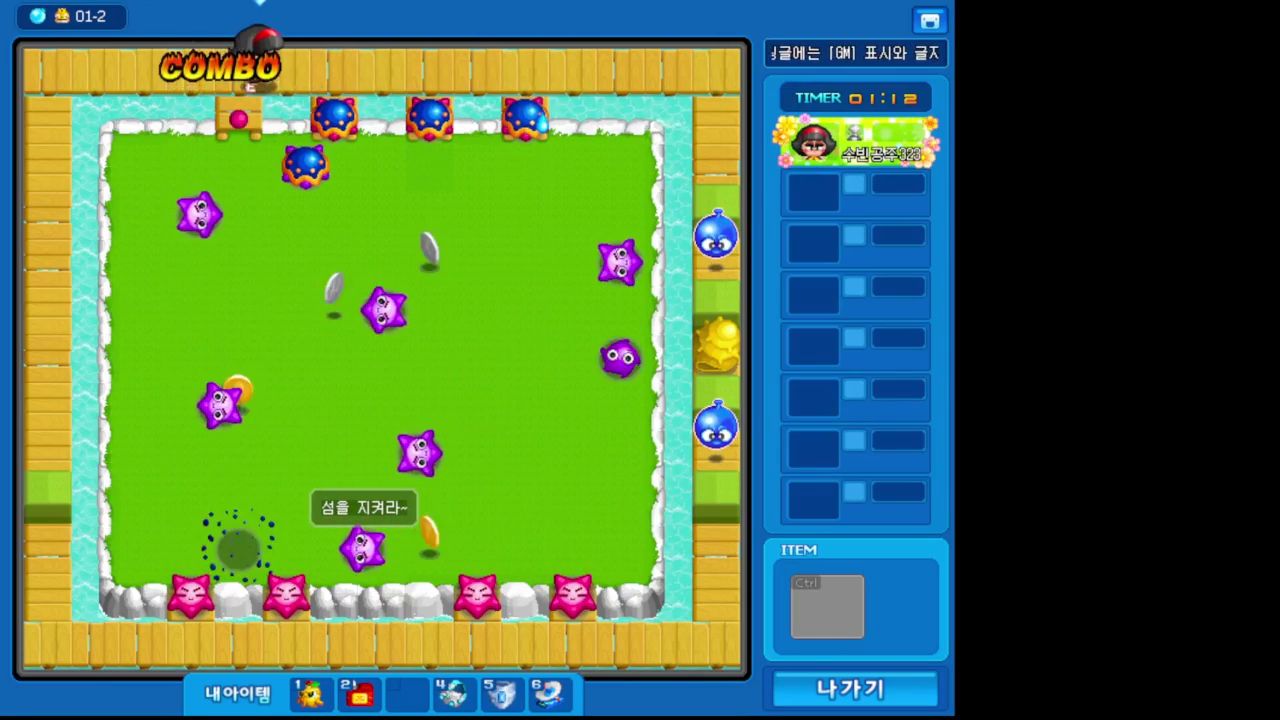 01-2
COMBO
글에는 [GM] 표시와 글
TIMER 01:12
수빈공주323
섬을 지켜라~
ITEM
Ctrl
내아이템
1
2
4
5
6
나가기